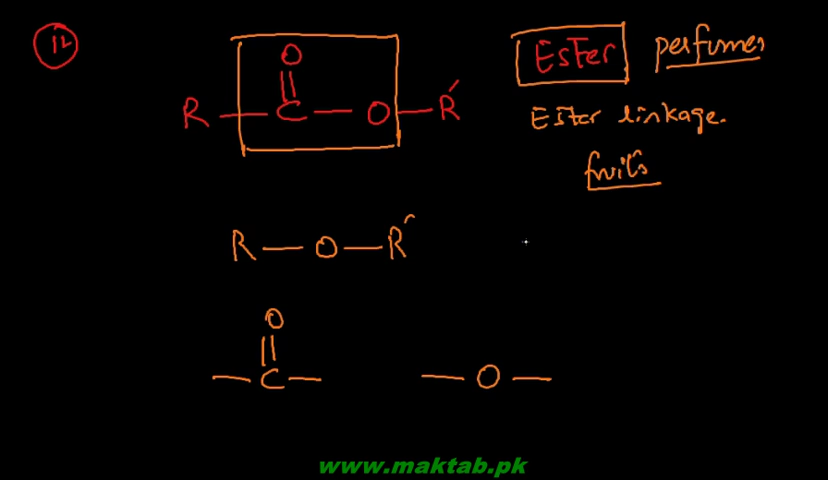 12
Ester perfumes
O
||
R — C — O — R′
Ester linkage.
fruits
R — O — R′
O
||
— C — — O —
www.maktab.pk